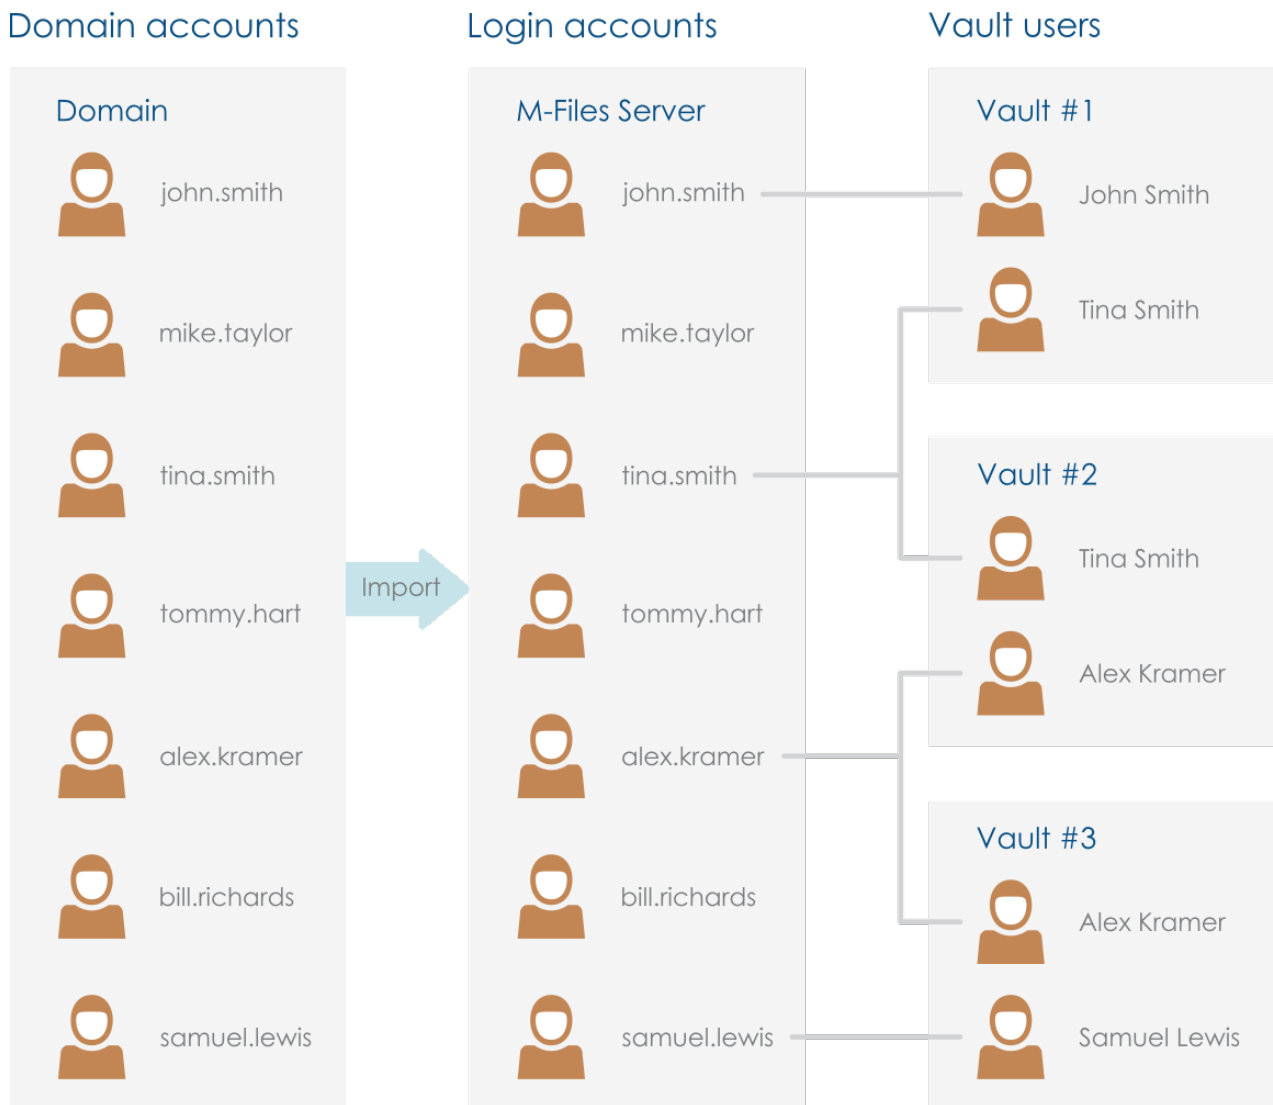 Domain accounts
Domain
john.smith
mike.taylor
tina.smith
tommy.hart
alex.kramer
bill.richards
samuel.lewis
Import
Login accounts
M-Files Server
john.smith
mike.taylor
tina.smith
tommy.hart
alex.kramer
bill.richards
samuel.lewis
Vault users
Vault #1
John Smith
Tina Smith
Vault #2
Tina Smith
Alex Kramer
Vault #3
Alex Kramer
Samuel Lewis